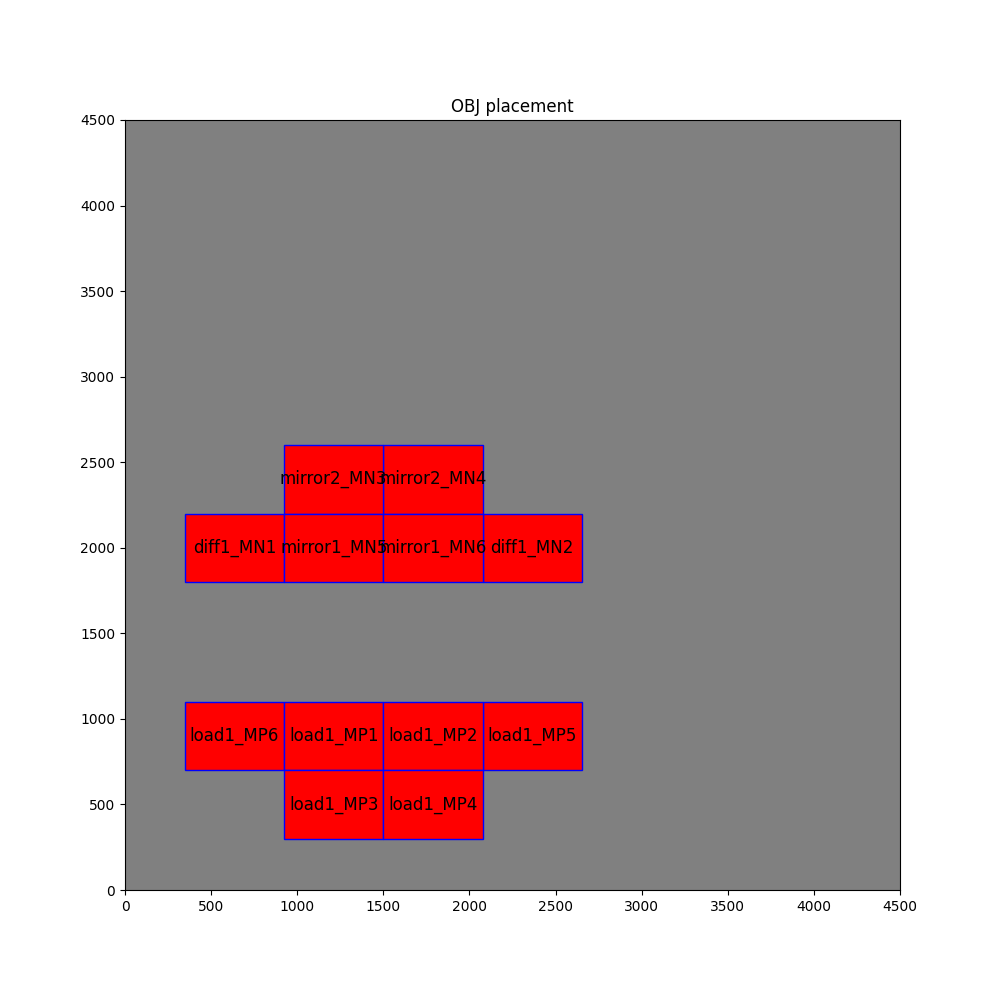 OBJ placement
4500
4000
3500
3000
2500
2000
1500
1000
500
0
mirror2_MN3 mirror2_MN4
diff1_MN1 mirror1_MN5 mirror1_MN6 diff1_MN2
load1_MP6 load1_MP1 load1_MP2 load1_MP5
load1_MP3 load1_MP4
0 500 1000 1500 2000 2500 3000 3500 4000 4500